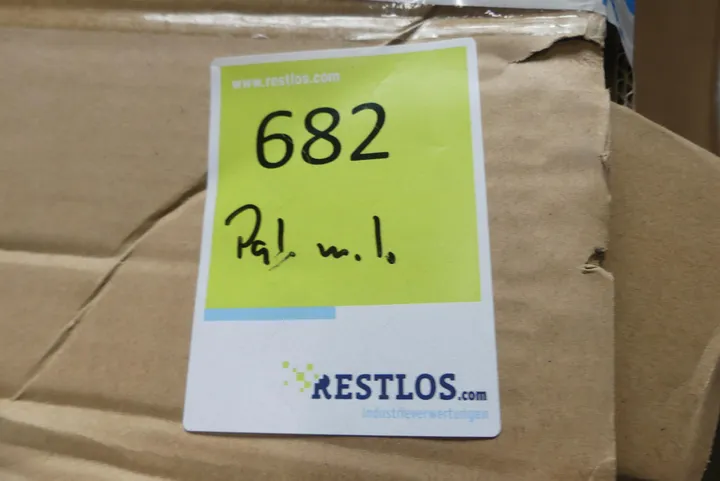 www.restlos.com
682
Pal. m. I.
RESTLOS.com
industrieverwertungen